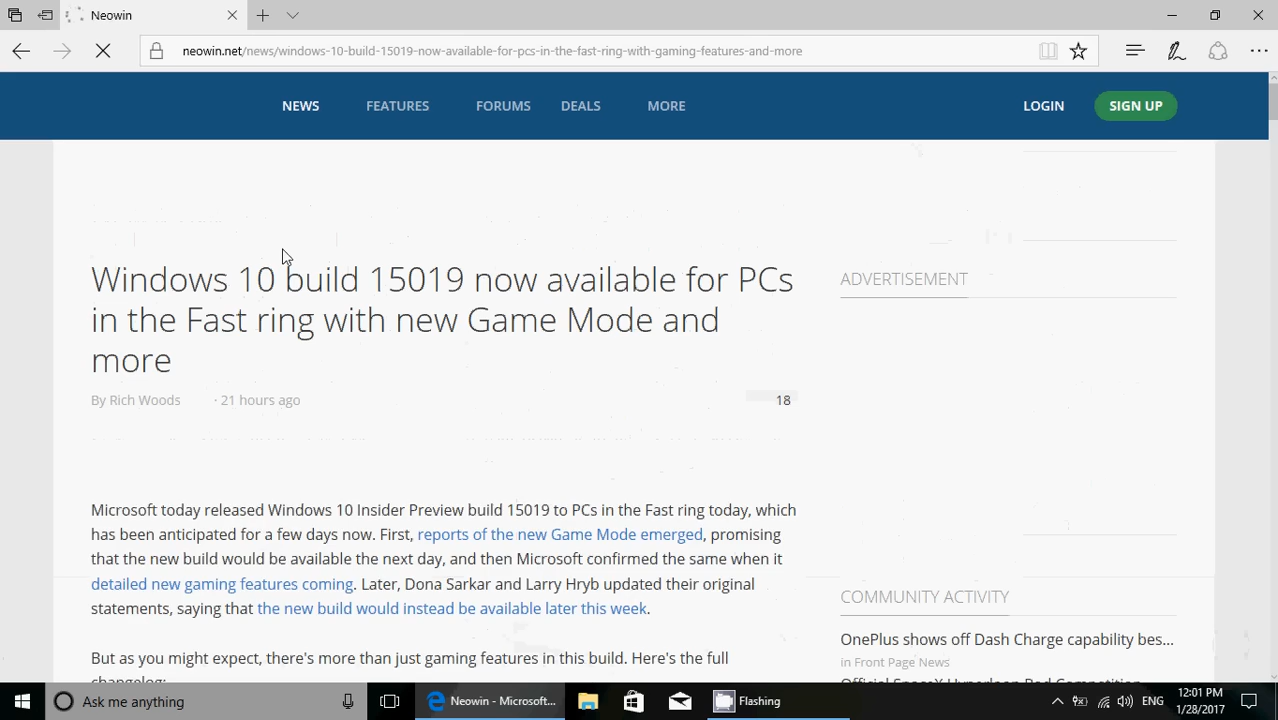 Neowin
neowin.net/news/windows-10-build-15019-now-available-for-pcs-in-the-fast-ring-with-gaming-features-and-more
NEWS FEATURES FORUMS DEALS MORE LOGIN SIGN UP
Windows 10 build 15019 now available for PCs
in the Fast ring with new Game Mode and
more
By Rich Woods · 21 hours ago 18
Microsoft today released Windows 10 Insider Preview build 15019 to PCs in the Fast ring today, which
has been anticipated for a few days now. First, reports of the new Game Mode emerged, promising
that the new build would be available the next day, and then Microsoft confirmed the same when it
detailed new gaming features coming. Later, Dona Sarkar and Larry Hryb updated their original
statements, saying that the new build would instead be available later this week.
But as you might expect, there's more than just gaming features in this build. Here's the full
changelog:
ADVERTISEMENT
COMMUNITY ACTIVITY
OnePlus shows off Dash Charge capability bes...
in Front Page News
Official SpaceX Hyperloop Pod Competition
Ask me anything
Neowin - Microsoft...
Flashing
ENG
12:01 PM
1/28/2017